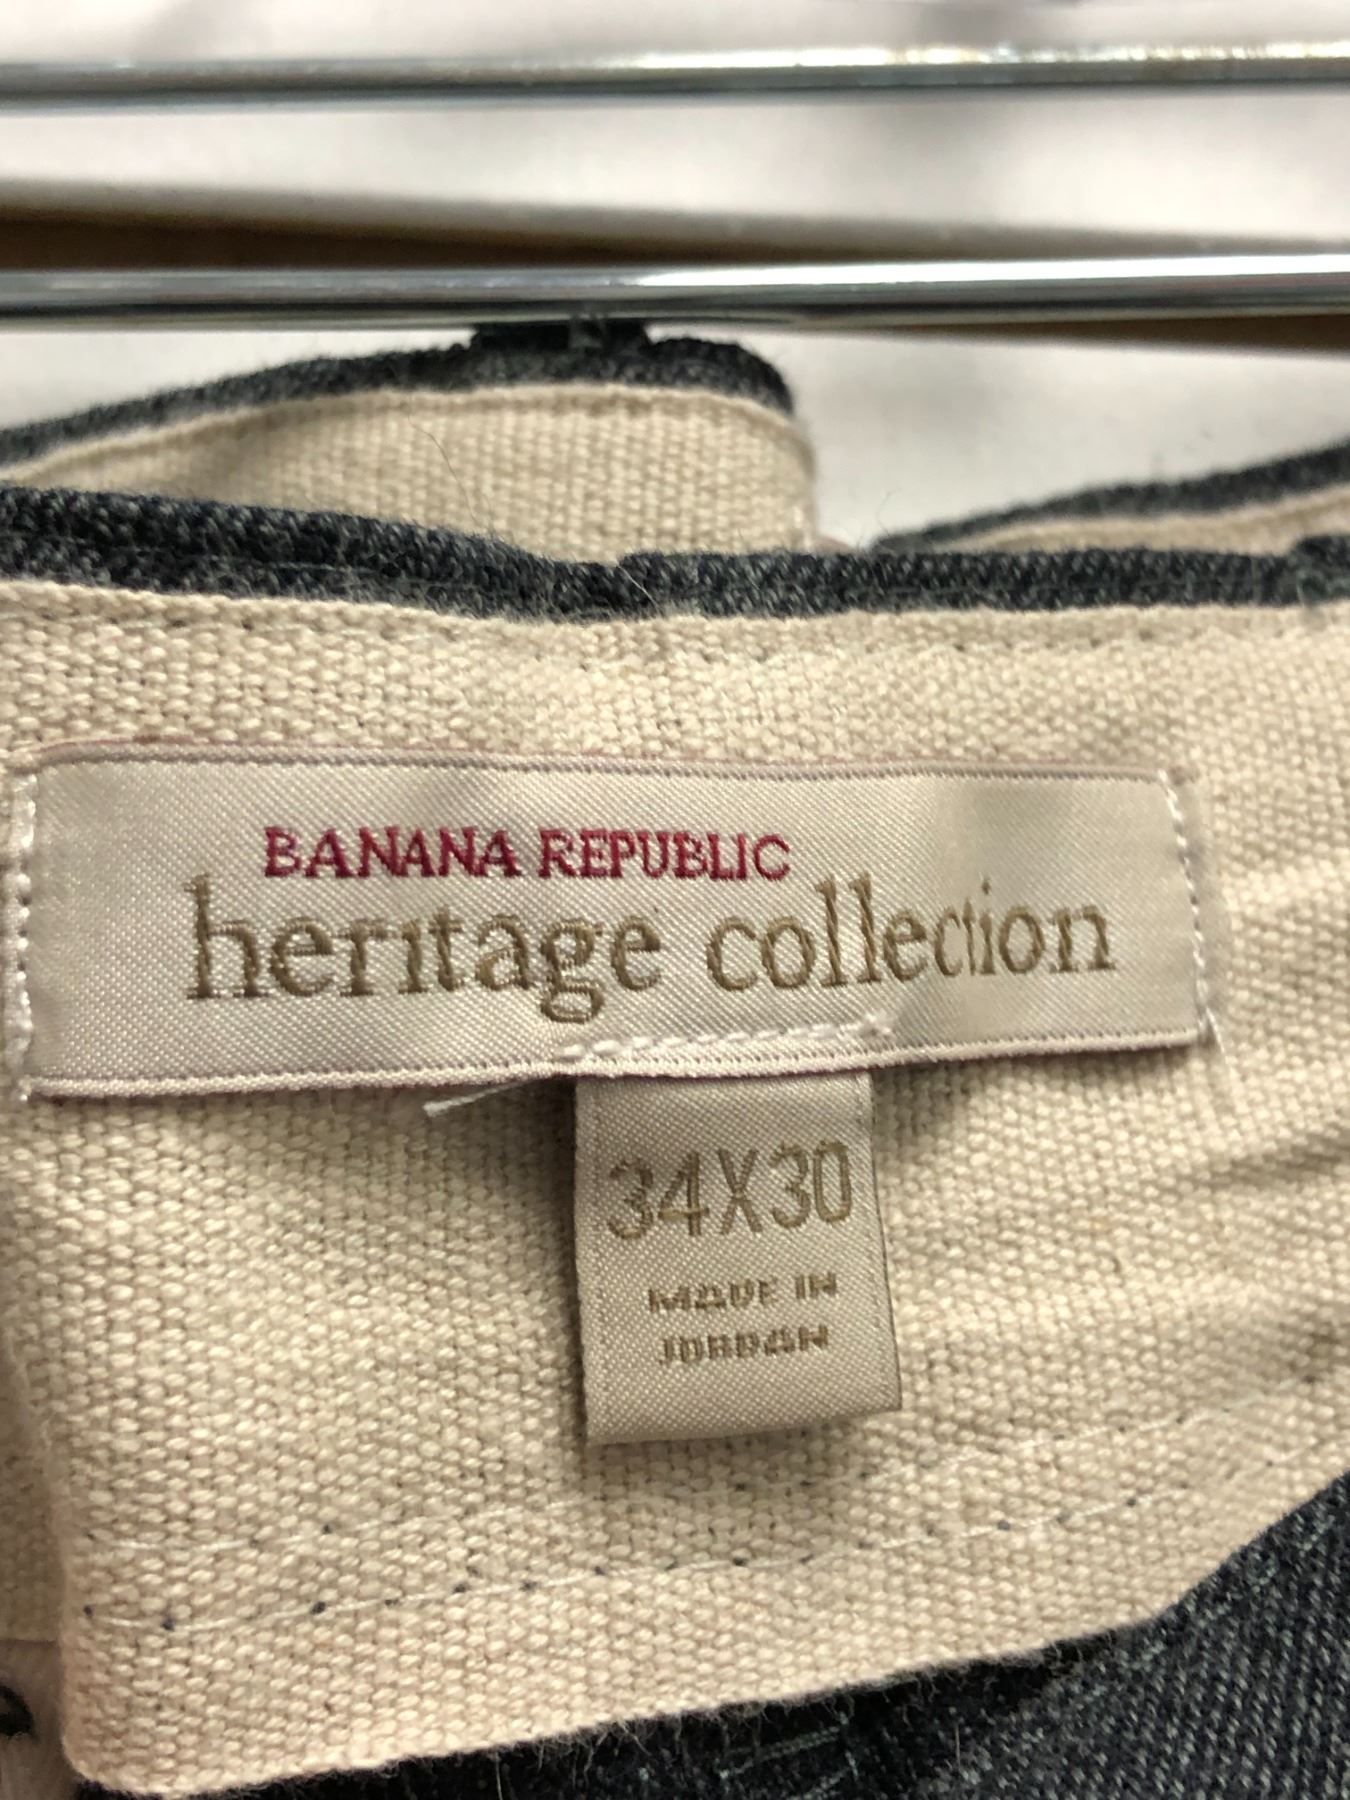 BANANA REPUBLIC
heritage collection
34X30
MADE IN
JORDAN